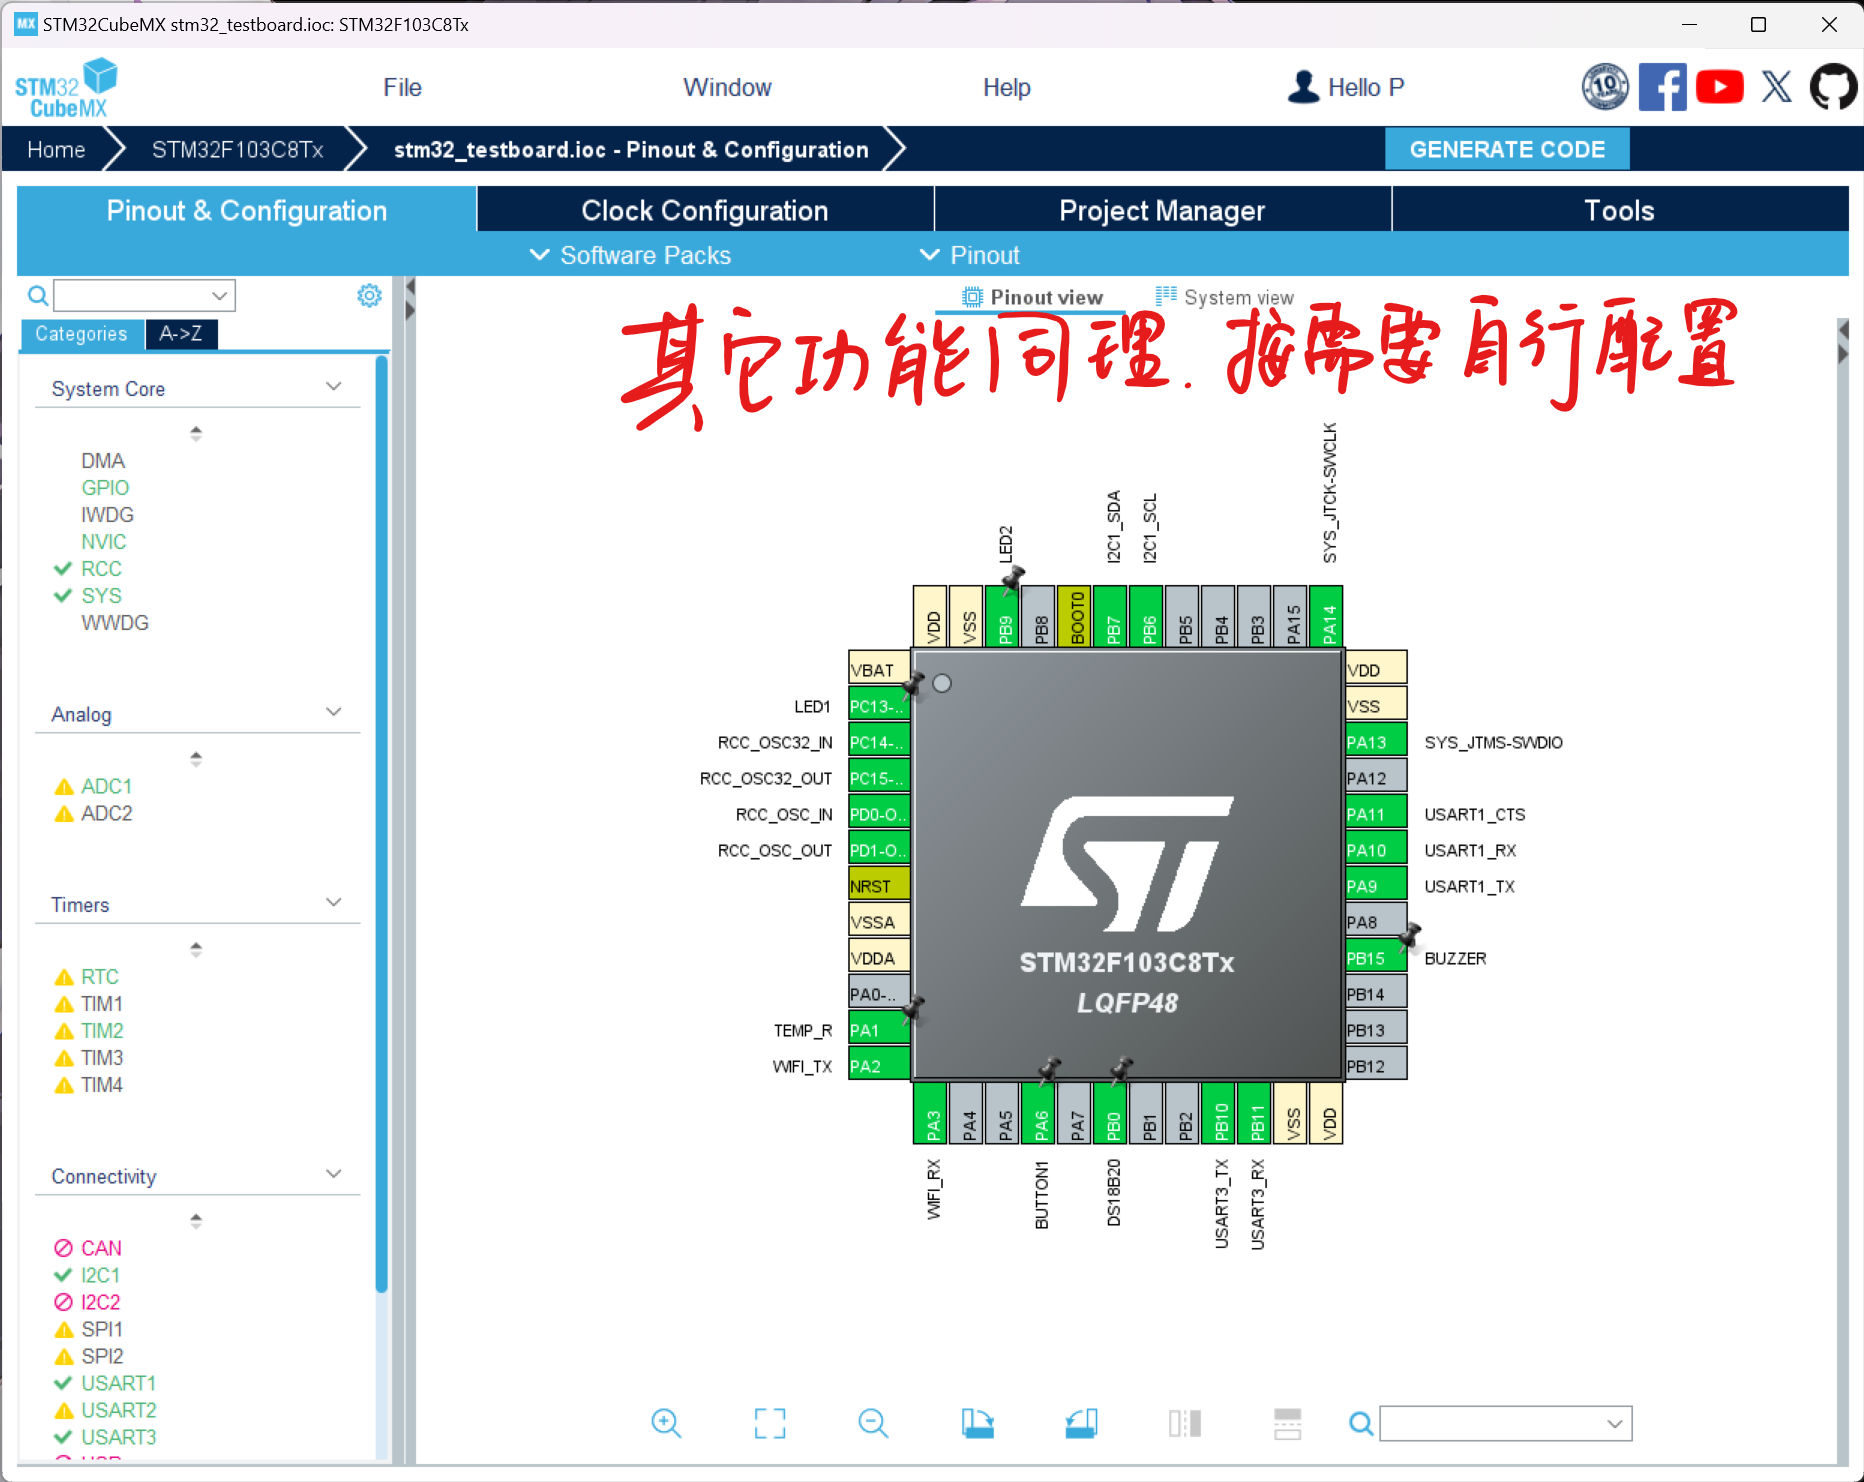 MX STM32CubeMX stm32_testboard.ioc: STM32F103C8Tx
STM32
CubeMX
File
Window
Help
Hello P
10
Home
STM32F103C8Tx
stm32_testboard.ioc - Pinout & Configuration
GENERATE CODE
Pinout & Configuration
Clock Configuration
Project Manager
Tools
Software Packs
Pinout
Pinout view
System view
Categories
A->Z
其它功能同理. 按需要自行配置
System Core
DMA
GPIO
IWDG
NVIC
RCC
SYS
WWDG
Analog
ADC1
ADC2
Timers
RTC
TIM1
TIM2
TIM3
TIM4
Connectivity
CAN
I2C1
I2C2
SPI1
SPI2
USART1
USART2
USART3
LED2
I2C1_SDA
I2C1_SCL
SYS_JTCK-SWCLK
VDD
VSS
PB9
PB8
BOOT0
PB7
PB6
PB5
PB4
PB3
PA15
PA14
VBAT
LED1 PC13-..
RCC_OSC32_IN PC14-..
RCC_OSC32_OUT PC15-..
RCC_OSC_IN PD0-O..
RCC_OSC_OUT PD1-O..
NRST
VSSA
VDDA
PA0-..
TEMP_R PA1
WIFI_TX PA2
ST
STM32F103C8Tx
LQFP48
VDD
VSS
PA13 SYS_JTMS-SWDIO
PA12
PA11 USART1_CTS
PA10 USART1_RX
PA9 USART1_TX
PA8
PB15 BUZZER
PB14
PB13
PB12
PA3
PA4
PA5
PA6
PA7
PB0
PB1
PB2
PB10
PB11
VSS
VDD
WIFI_RX
BUTTON1
DS18B20
USART3_TX
USART3_RX